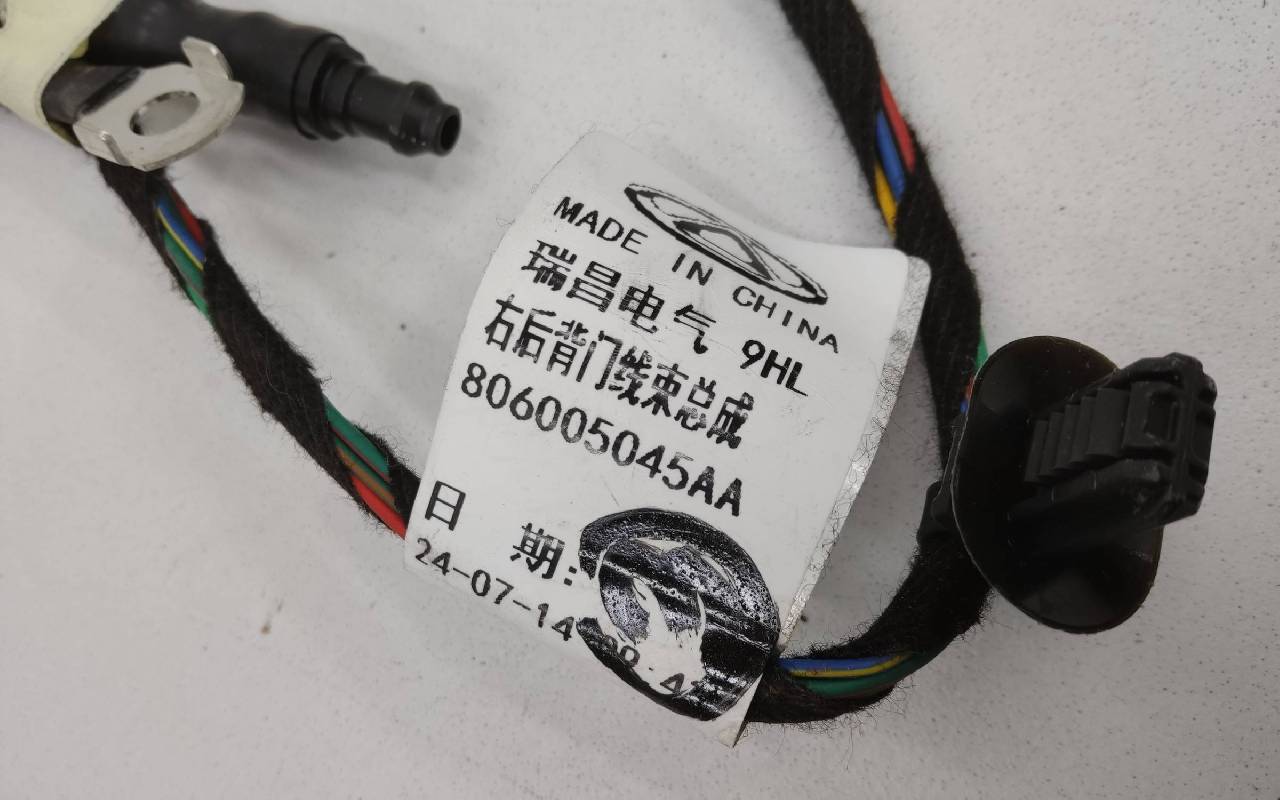 MADE IN CHINA
瑞昌电气 9HL
右后背门线束总成
806005045AA
日 期:
24-07-14